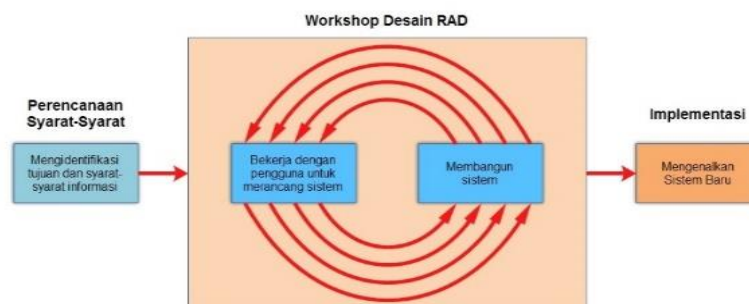 Workshop Desain RAD
Perencanaan
Syarat-Syarat
Mengidentifikasi
tujuan dan syarat-
syarat informasi
Bekerja dengan
pengguna untuk
merancang sistem
Membangun
sistem
Implementasi
Mengenalkan
Sistem Baru